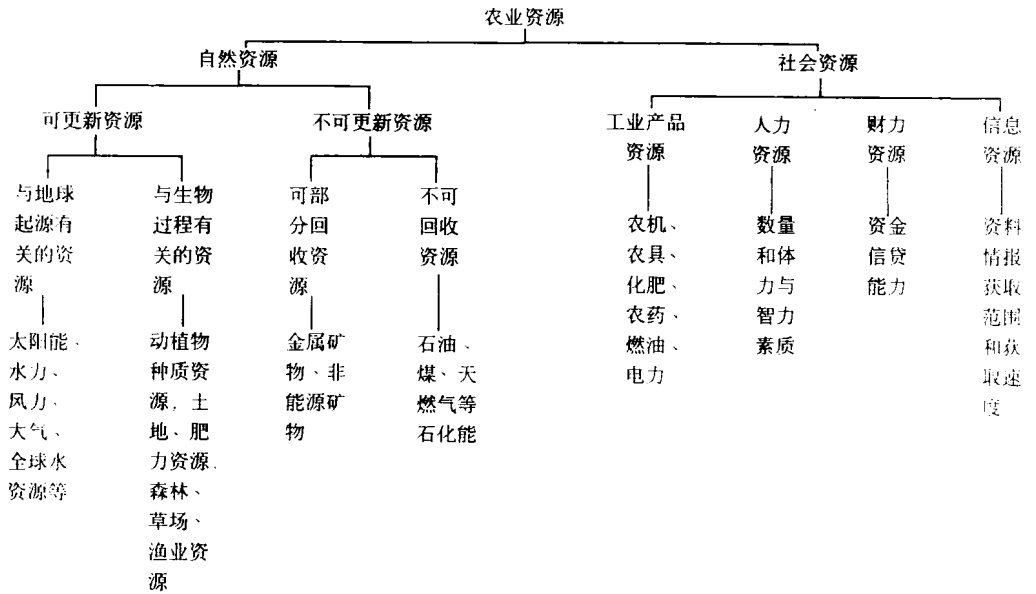 农业资源
自然资源
社会资源
可更新资源
不可更新资源
工业产品
资源
人力
资源
财力
资源
信息
资源
与地球
起源有
关的资
源
与生物
过程有
关的资
源
可部
分回
收资
源
不可
回收
资源
农机、
农具、
化肥、
农药、
燃油、
电力
数量
和体
力与
智力
素质
资金
信贷
能力
资料
情报
获取
范围
和获
取速
度
太阳能、
水力、
风力、
大气、
全球水
资源等
动植物
种质资
源、土
地、肥
力资源、
森林、
草场、
渔业资
源
金属矿
物、非
能源矿
物
石油、
煤、天
燃气等
石化能